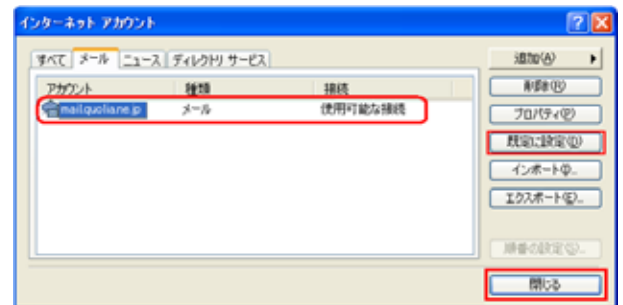 インターネット アカウント
すべて メール ニュース ディレクトリ サービス
アカウント 種類 接続
mail.quoliane.jp メール 使用可能な接続
追加(A)
削除(R)
プロパティ(P)
既定に設定(D)
インポート(I)...
エクスポート(E)...
順番の設定(S)...
閉じる